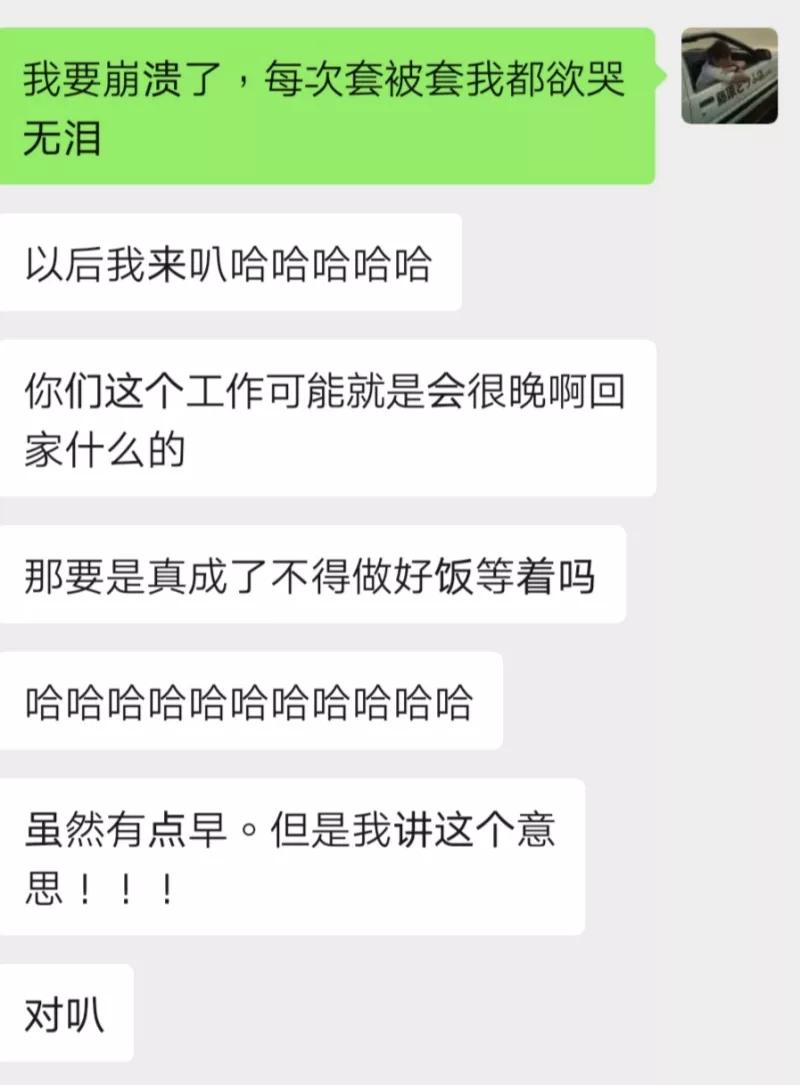 我要崩溃了，每次套被套我都欲哭
无泪
以后我来叭哈哈哈哈哈
你们这个工作可能就是会很晚啊回
家什么的
那要是真成了不得做好饭等着吗
哈哈哈哈哈哈哈哈哈哈哈
虽然有点早。但是我讲这个意
思！！！
对叭